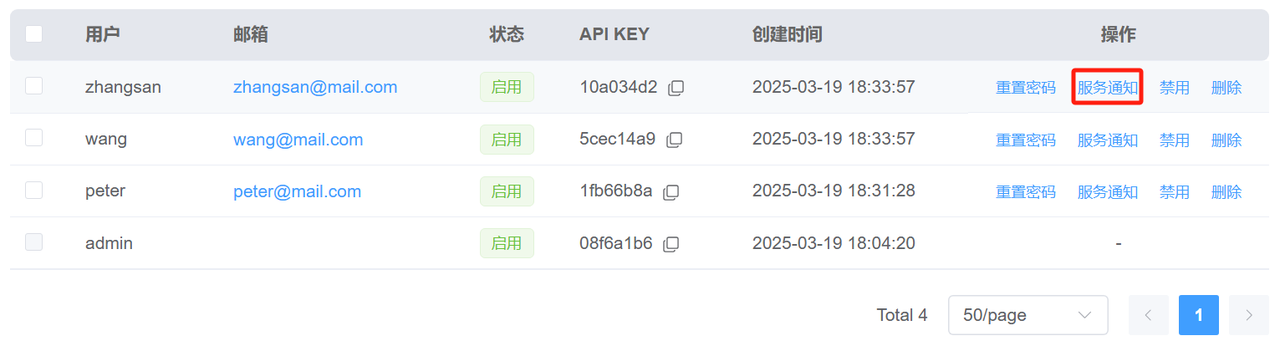 用户 邮箱 状态 API KEY 创建时间 操作
zhangsan zhangsan@mail.com 启用 10a034d2 2025-03-19 18:33:57 重置密码 服务通知 禁用 删除
wang wang@mail.com 启用 5cec14a9 2025-03-19 18:33:57 重置密码 服务通知 禁用 删除
peter peter@mail.com 启用 1fb66b8a 2025-03-19 18:31:28 重置密码 服务通知 禁用 删除
admin 启用 08f6a1b6 2025-03-19 18:04:20 -
Total 4 50/page 1